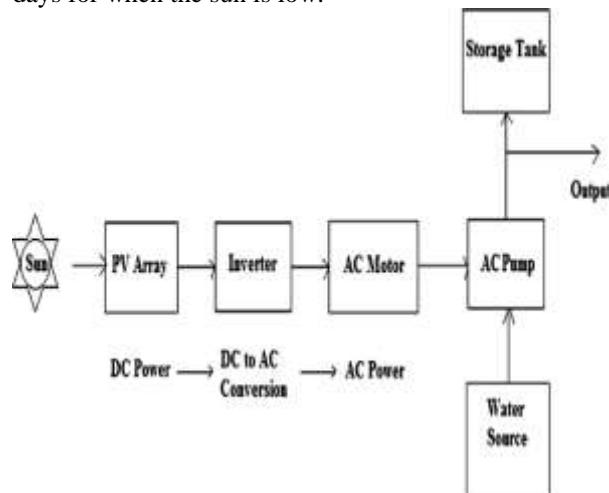 days for when the sun is low.
Storage Tank
Output
Sun
PV Array
Inverter
AC Motor
AC Pump
DC Power
DC to AC
Conversion
AC Power
Water
Source